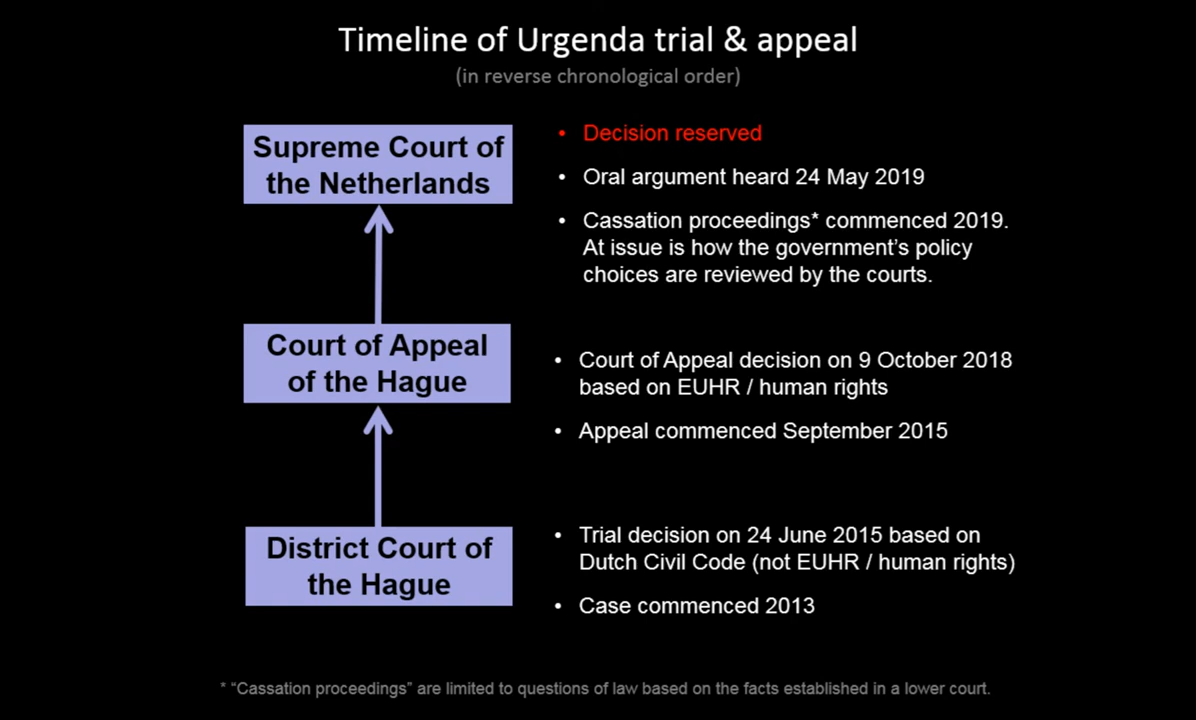 Timeline of Urgenda trial & appeal
(in reverse chronological order)
Supreme Court of
the Netherlands
• Decision reserved
• Oral argument heard 24 May 2019
• Cassation proceedings* commenced 2019.
At issue is how the government's policy
choices are reviewed by the courts.
Court of Appeal
of the Hague
• Court of Appeal decision on 9 October 2018
based on EUHR / human rights
• Appeal commenced September 2015
District Court of
the Hague
• Trial decision on 24 June 2015 based on
Dutch Civil Code (not EUHR / human rights)
• Case commenced 2013
* “Cassation proceedings” are limited to questions of law based on the facts established in a lower court.